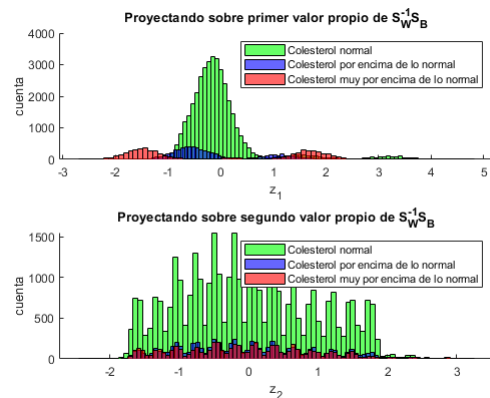 Proyectando sobre primer valor propio de S_W^-1 S_B
4000
3000
2000
1000
0
cuenta
Colesterol normal
Colesterol por encima de lo normal
Colesterol muy por encima de lo normal
-3 -2 -1 0 1 2 3 4 5
z_1
Proyectando sobre segundo valor propio de S_W^-1 S_B
1500
1000
500
0
cuenta
Colesterol normal
Colesterol por encima de lo normal
Colesterol muy por encima de lo normal
-2 -1 0 1 2 3
z_2